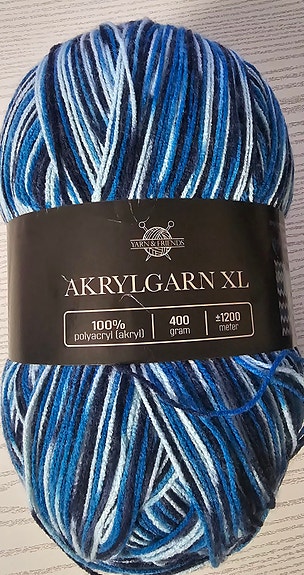 YARN & FRIENDS
AKRYLGARN XL
100% 400 ±1200
polyacryl (akryl) gram meter